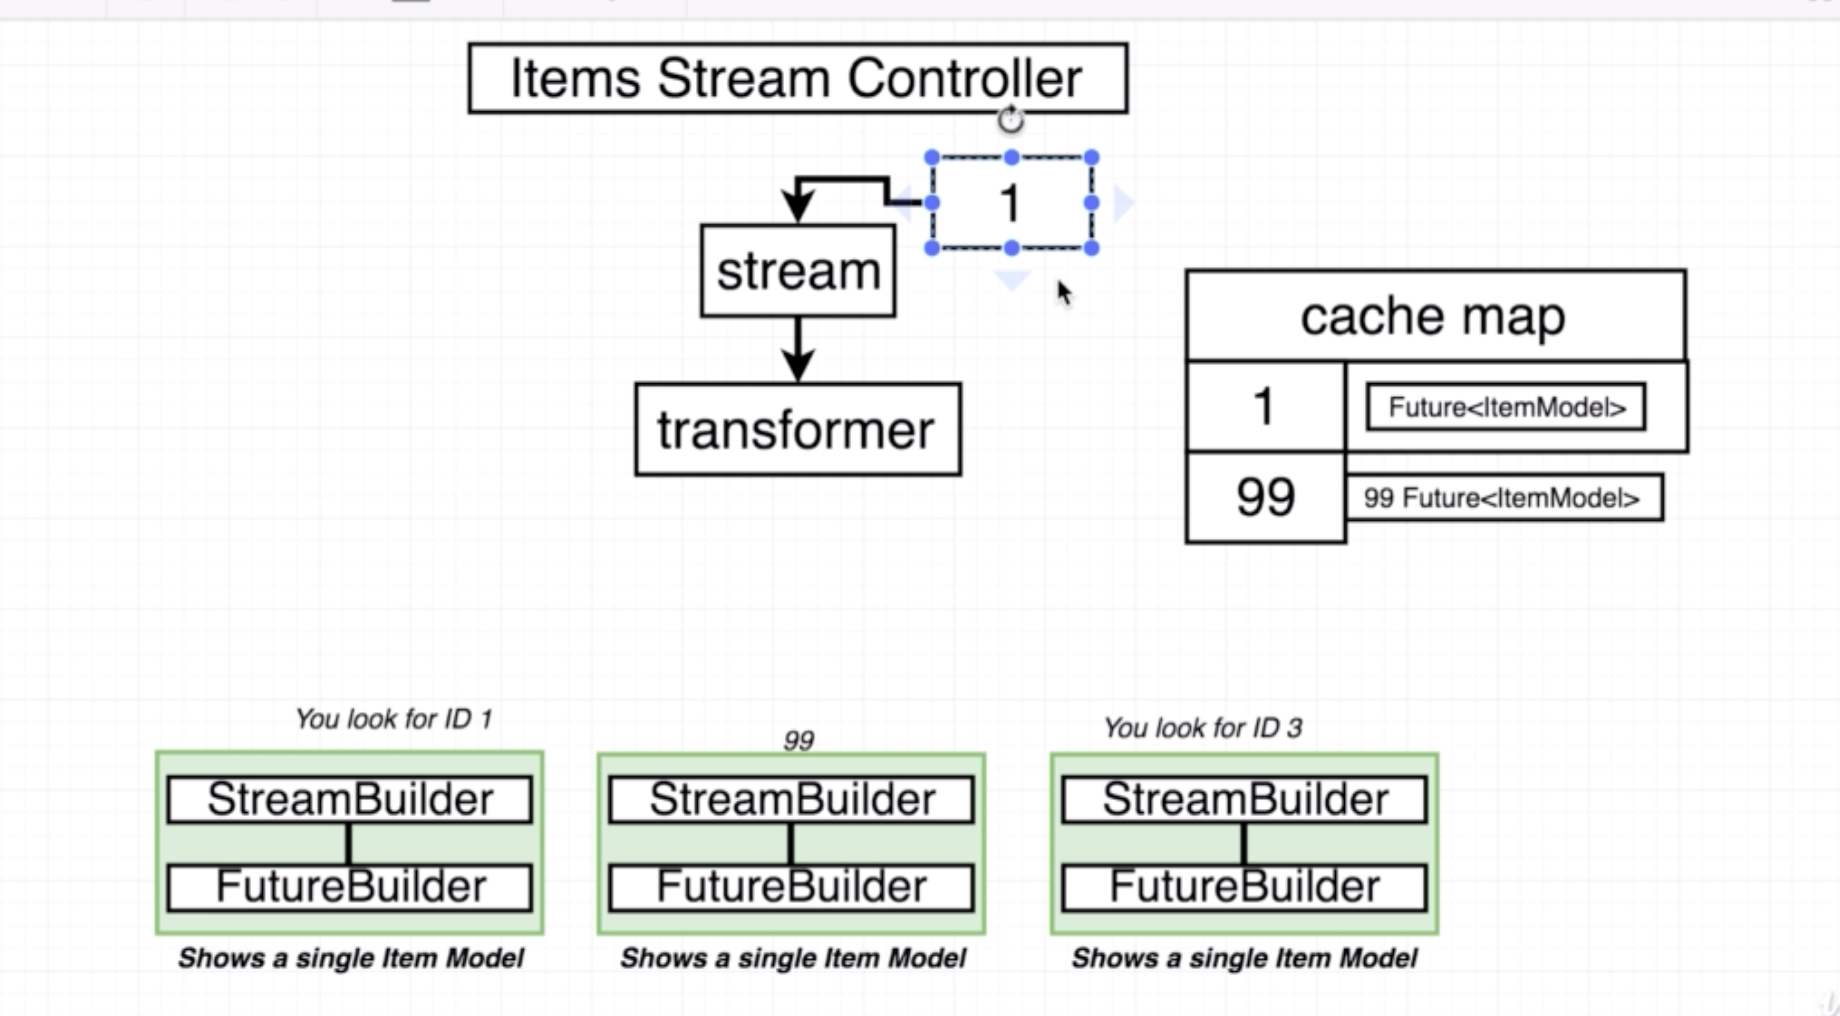 Items Stream Controller
1
stream
transformer
cache map
1 Future<ItemModel>
99 99 Future<ItemModel>
You look for ID 1
99
You look for ID 3
StreamBuilder StreamBuilder StreamBuilder
FutureBuilder FutureBuilder FutureBuilder
Shows a single Item Model Shows a single Item Model Shows a single Item Model